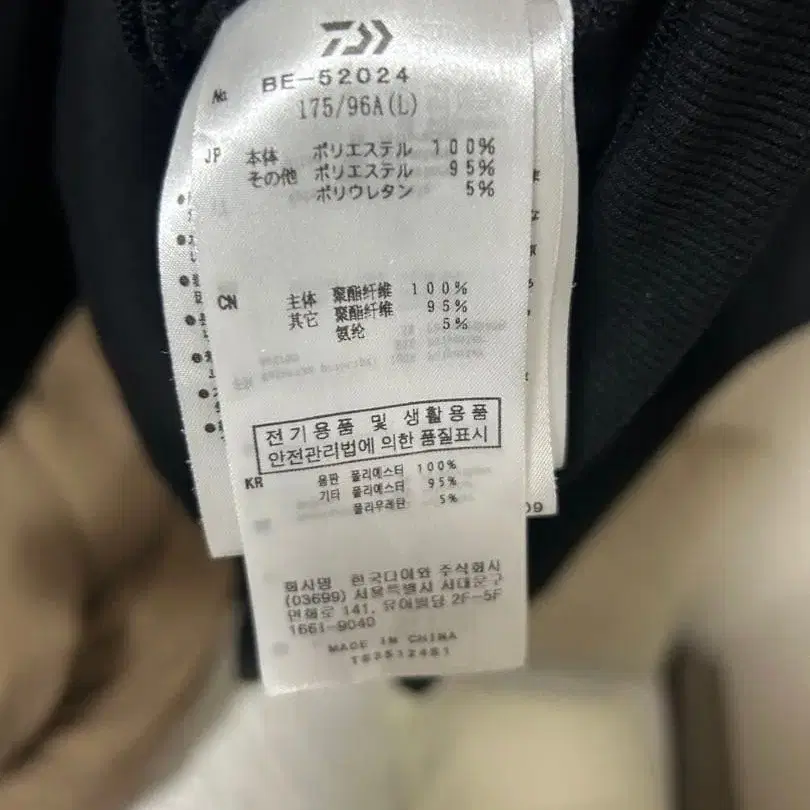 No. BE-52024
175/96A(L)
JP 本体 ポリエステル 100%
その他 ポリエステル 95%
ポリウレタン 5%
CN 主体 聚酯纤维 100%
其它 聚酯纤维 95%
氨纶 5%
전기용품 및 생활용품
안전관리법에 의한 품질표시
KR 용판 폴리에스터 100%
기타 폴리에스터 95%
폴리우레탄 5%
회사명 한국다이와 주식회사
(03699) 서울특별시 서대문구
연희로 141, 유아빌딩 2F-5F
1661-9040
MADE IN CHINA
09